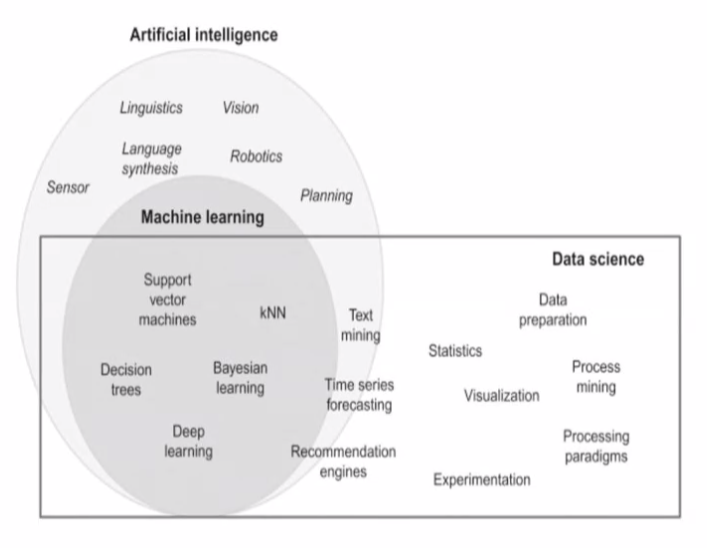 Artificial intelligence
Linguistics
Vision
Language
synthesis
Robotics
Sensor
Planning
Machine learning
Data science
Support
vector
machines
kNN
Text
mining
Data
preparation
Statistics
Decision
trees
Bayesian
learning
Time series
forecasting
Visualization
Process
mining
Deep
learning
Recommendation
engines
Processing
paradigms
Experimentation